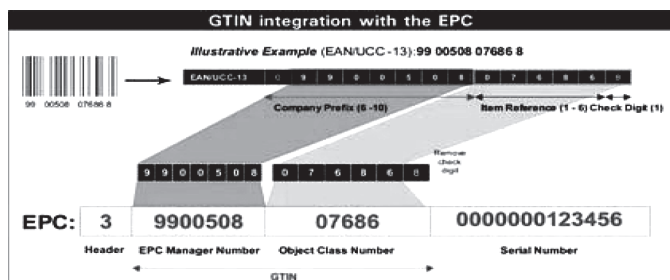 GTIN integration with the EPC
Illustrative Example (EAN/UCC-13): 99 00508 07686 8
EAN/UCC-13 0 9 9 0 0 5 0 8 0 7 6 8 6
99 00508 07686 8
Company Prefix (6 -10) Item Reference (1 - 6) Check Digit (1)
9 9 0 0 5 0 8 0 7 6 8 6 8
Remove
check
digit
EPC: 3 9900508 07686 0000000123456
Header EPC Manager Number Object Class Number Serial Number
GTIN